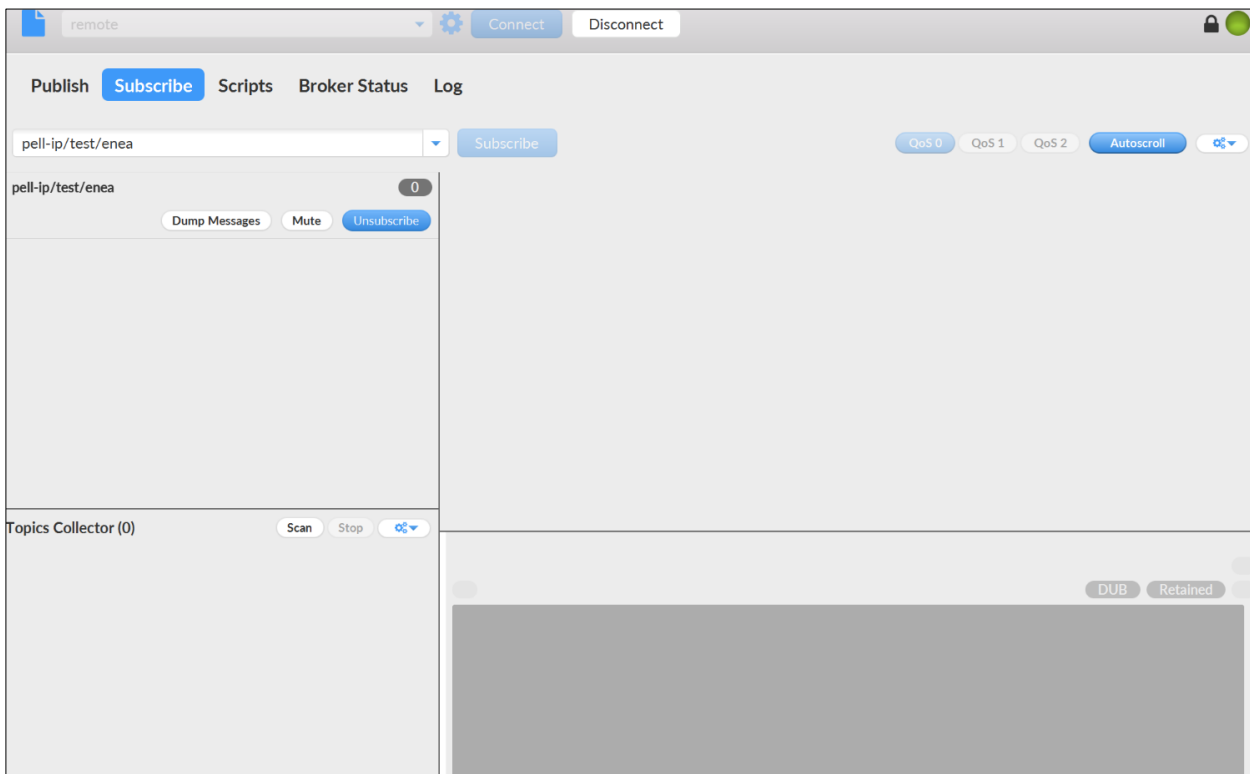 remote Connect Disconnect
Publish Subscribe Scripts Broker Status Log
pell-ip/test/enea Subscribe QoS 0 QoS 1 QoS 2 Autoscroll
pell-ip/test/enea 0
Dump Messages Mute Unsubscribe
Topics Collector (0) Scan Stop
DUB Retained